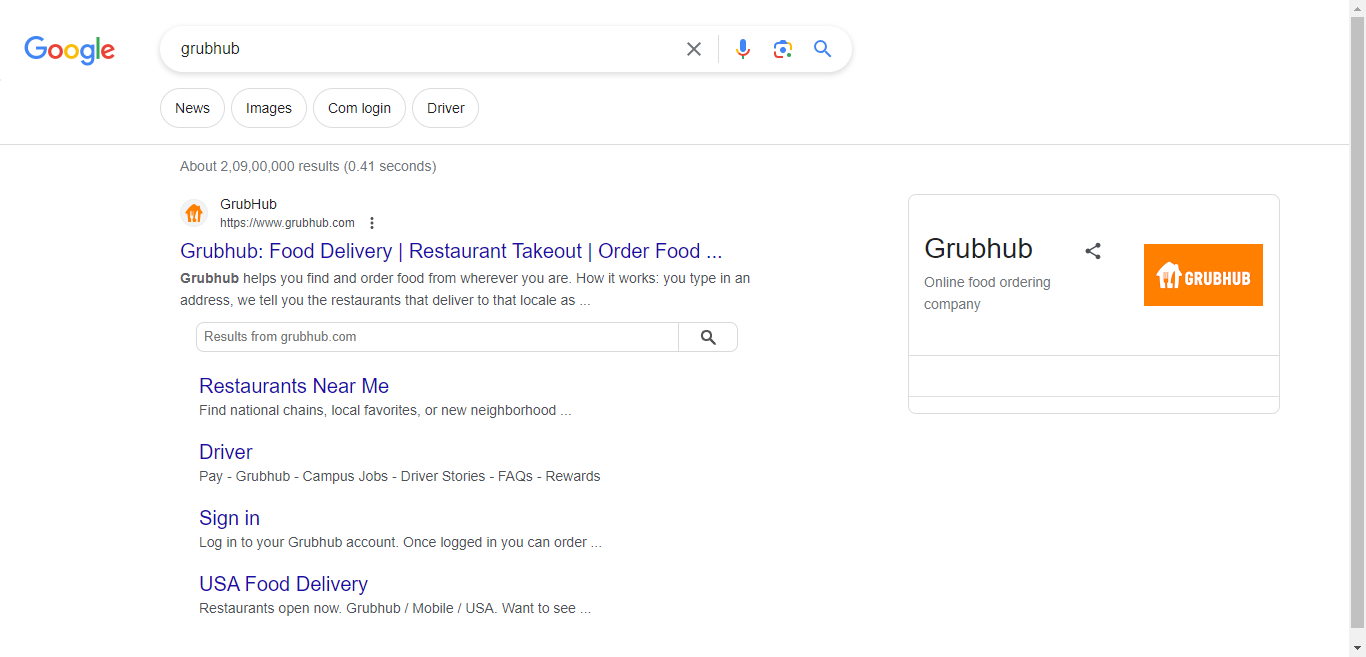 Google
grubhub
News
Images
Com login
Driver
About 2,09,00,000 results (0.41 seconds)
GrubHub
https://www.grubhub.com
Grubhub: Food Delivery | Restaurant Takeout | Order Food ...
Grubhub helps you find and order food from wherever you are. How it works: you type in an
address, we tell you the restaurants that deliver to that locale as ...
Results from grubhub.com
Restaurants Near Me
Find national chains, local favorites, or new neighborhood ...
Driver
Pay - Grubhub - Campus Jobs - Driver Stories - FAQs - Rewards
Sign in
Log in to your Grubhub account. Once logged in you can order ...
USA Food Delivery
Restaurants open now. Grubhub / Mobile / USA. Want to see ...
Grubhub
Online food ordering
company
GRUBHUB